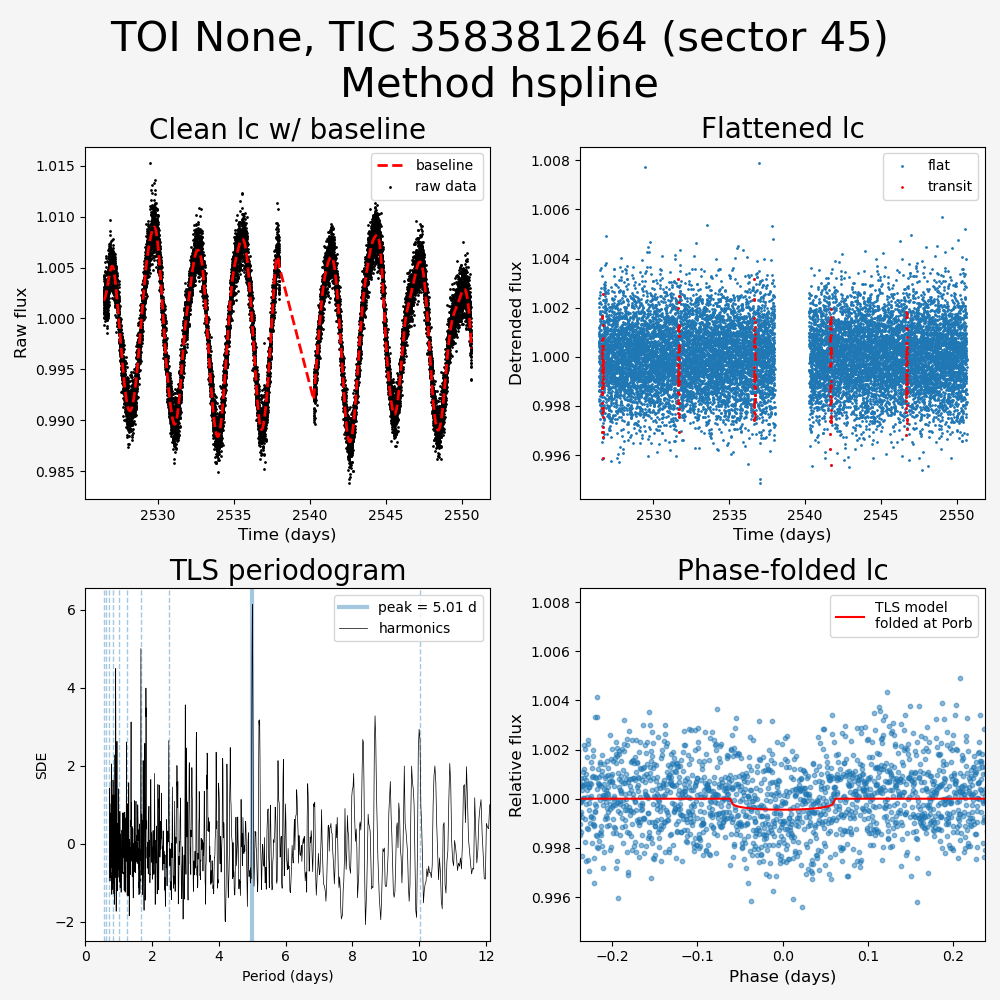 TOI None, TIC 358381264 (sector 45)
Method hspline
Clean lc w/ baseline
baseline
raw data
1.015
1.010
1.005
1.000
0.995
0.990
0.985
Raw flux
2530
2535
2540
2545
2550
Time (days)
Flattened lc
flat
transit
1.008
1.006
1.004
1.002
1.000
0.998
0.996
Detrended flux
2530
2535
2540
2545
2550
Time (days)
TLS periodogram
peak = 5.01 d
harmonics
6
4
2
0
−2
SDE
0
2
4
6
8
10
12
Period (days)
Phase-folded lc
TLS model
folded at Porb
1.008
1.006
1.004
1.002
1.000
0.998
0.996
Relative flux
−0.2
−0.1
0.0
0.1
0.2
Phase (days)